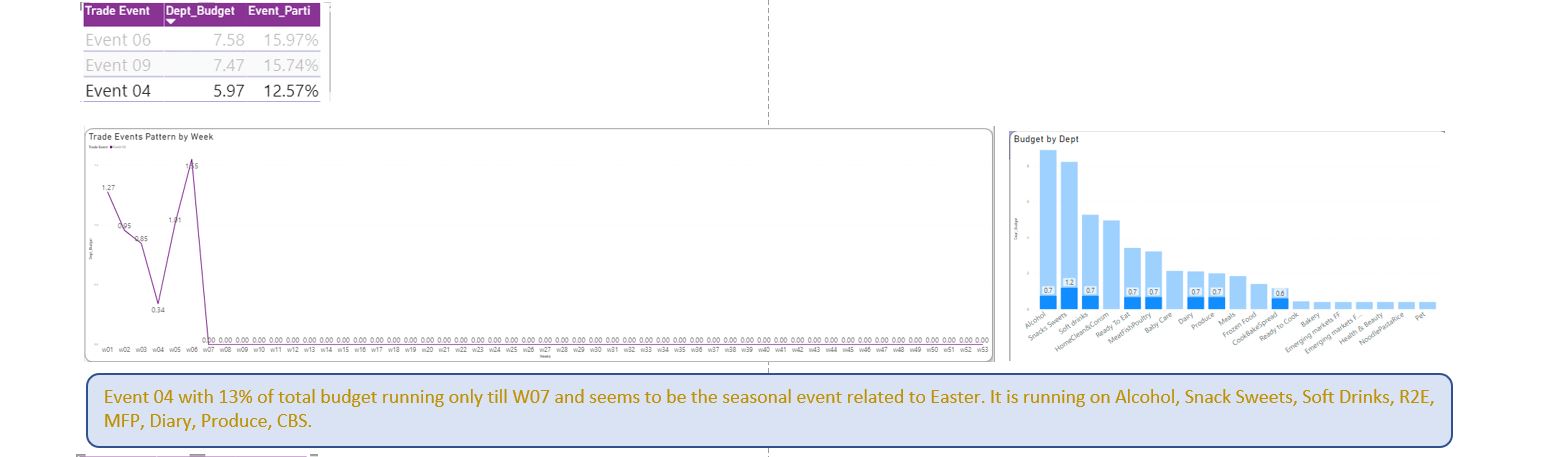 Trade Event Dept_Budget Event_Parti
Event 06 7.58 15.97%
Event 09 7.47 15.74%
Event 04 5.97 12.57%
Trade Events Pattern by Week
Trade Event
1.27
0.95
0.85
0.34
1.01
0.00 0.00 0.00 0.00 0.00 0.00 0.00 0.00 0.00 0.00 0.00 0.00 0.00 0.00 0.00 0.00 0.00 0.00 0.00 0.00 0.00 0.00 0.00 0.00 0.00 0.00 0.00 0.00 0.00 0.00 0.00 0.00 0.00 0.00 0.00 0.00 0.00 0.00 0.00 0.00 0.00 0.00 0.00 0.00 0.00 0.00
w01 w02 w03 w04 w05 w06 w07 w08 w09 w10 w11 w12 w13 w14 w15 w16 w17 w18 w19 w20 w21 w22 w23 w24 w25 w26 w27 w28 w29 w30 w31 w32 w33 w34 w35 w36 w37 w38 w39 w40 w41 w42 w43 w44 w45 w46 w47 w48 w49 w50 w51 w52 w53
Dept_Budget
Budget by Dept
Dept_Budget
0.7 1.2 0.7 0.7 0.7 0.7 0.7 0.6
Alcohol
Snacks Sweets
Soft drinks
HomeClean&Consm
Ready To Eat
MeatFishPoultry
Baby Care
Dairy
Produce
Meals
Frozen Food
CookBakeSpread
Ready to Cook
Bakery
Emerging markets FF
Emerging markets F...
Health & Beauty
NoodlePastaRice
Pet
Event 04 with 13% of total budget running only till W07 and seems to be the seasonal event related to Easter. It is running on Alcohol, Snack Sweets, Soft Drinks, R2E,
MFP, Diary, Produce, CBS.